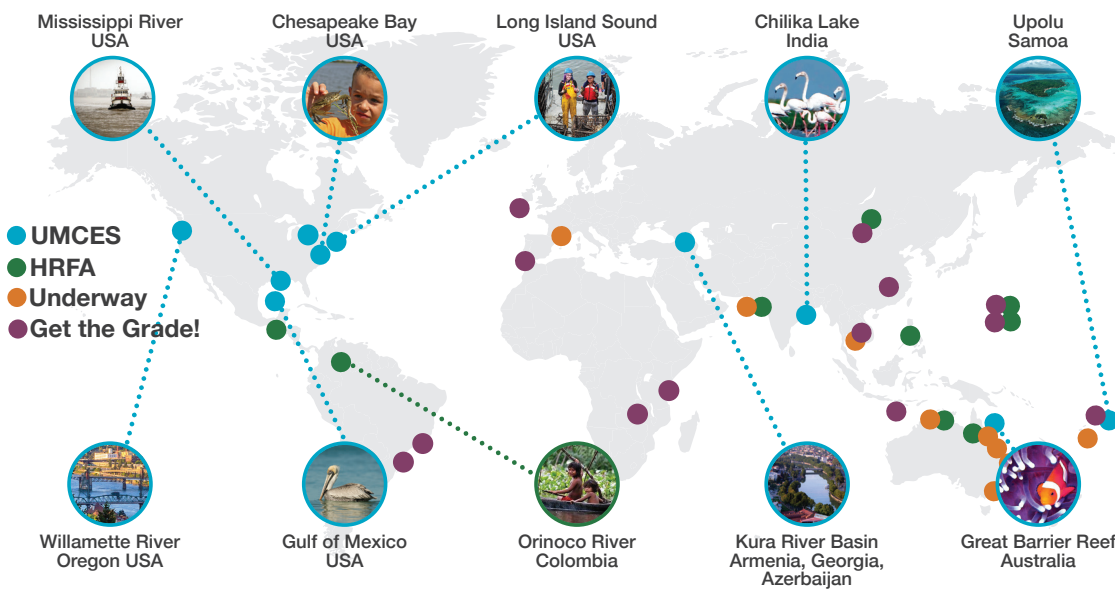 Mississippi River
USA
Chesapeake Bay
USA
Long Island Sound
USA
Chilika Lake
India
Upolu
Samoa
UMCES
HRFA
Underway
Get the Grade!
Willamette River
Oregon USA
Gulf of Mexico
USA
Orinoco River
Colombia
Kura River Basin
Armenia, Georgia,
Azerbaijan
Great Barrier Reef
Australia